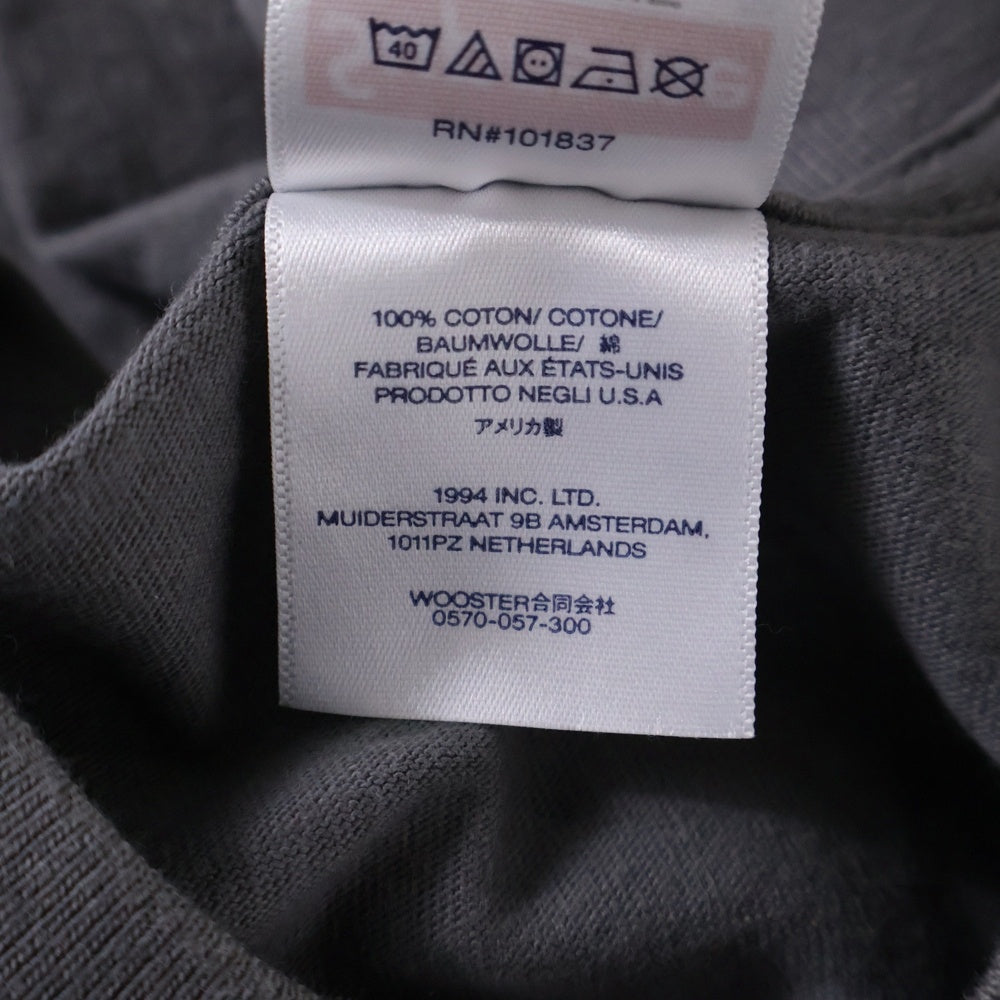 40
RN#101837
100% COTON/ COTONE/
BAUMWOLLE/ 綿
FABRIQUÉ AUX ÉTATS-UNIS
PRODOTTO NEGLI U.S.A
アメリカ製
1994 INC. LTD.
MUIDERSTRAAT 9B AMSTERDAM,
1011PZ NETHERLANDS
WOOSTER合同会社
0570-057-300